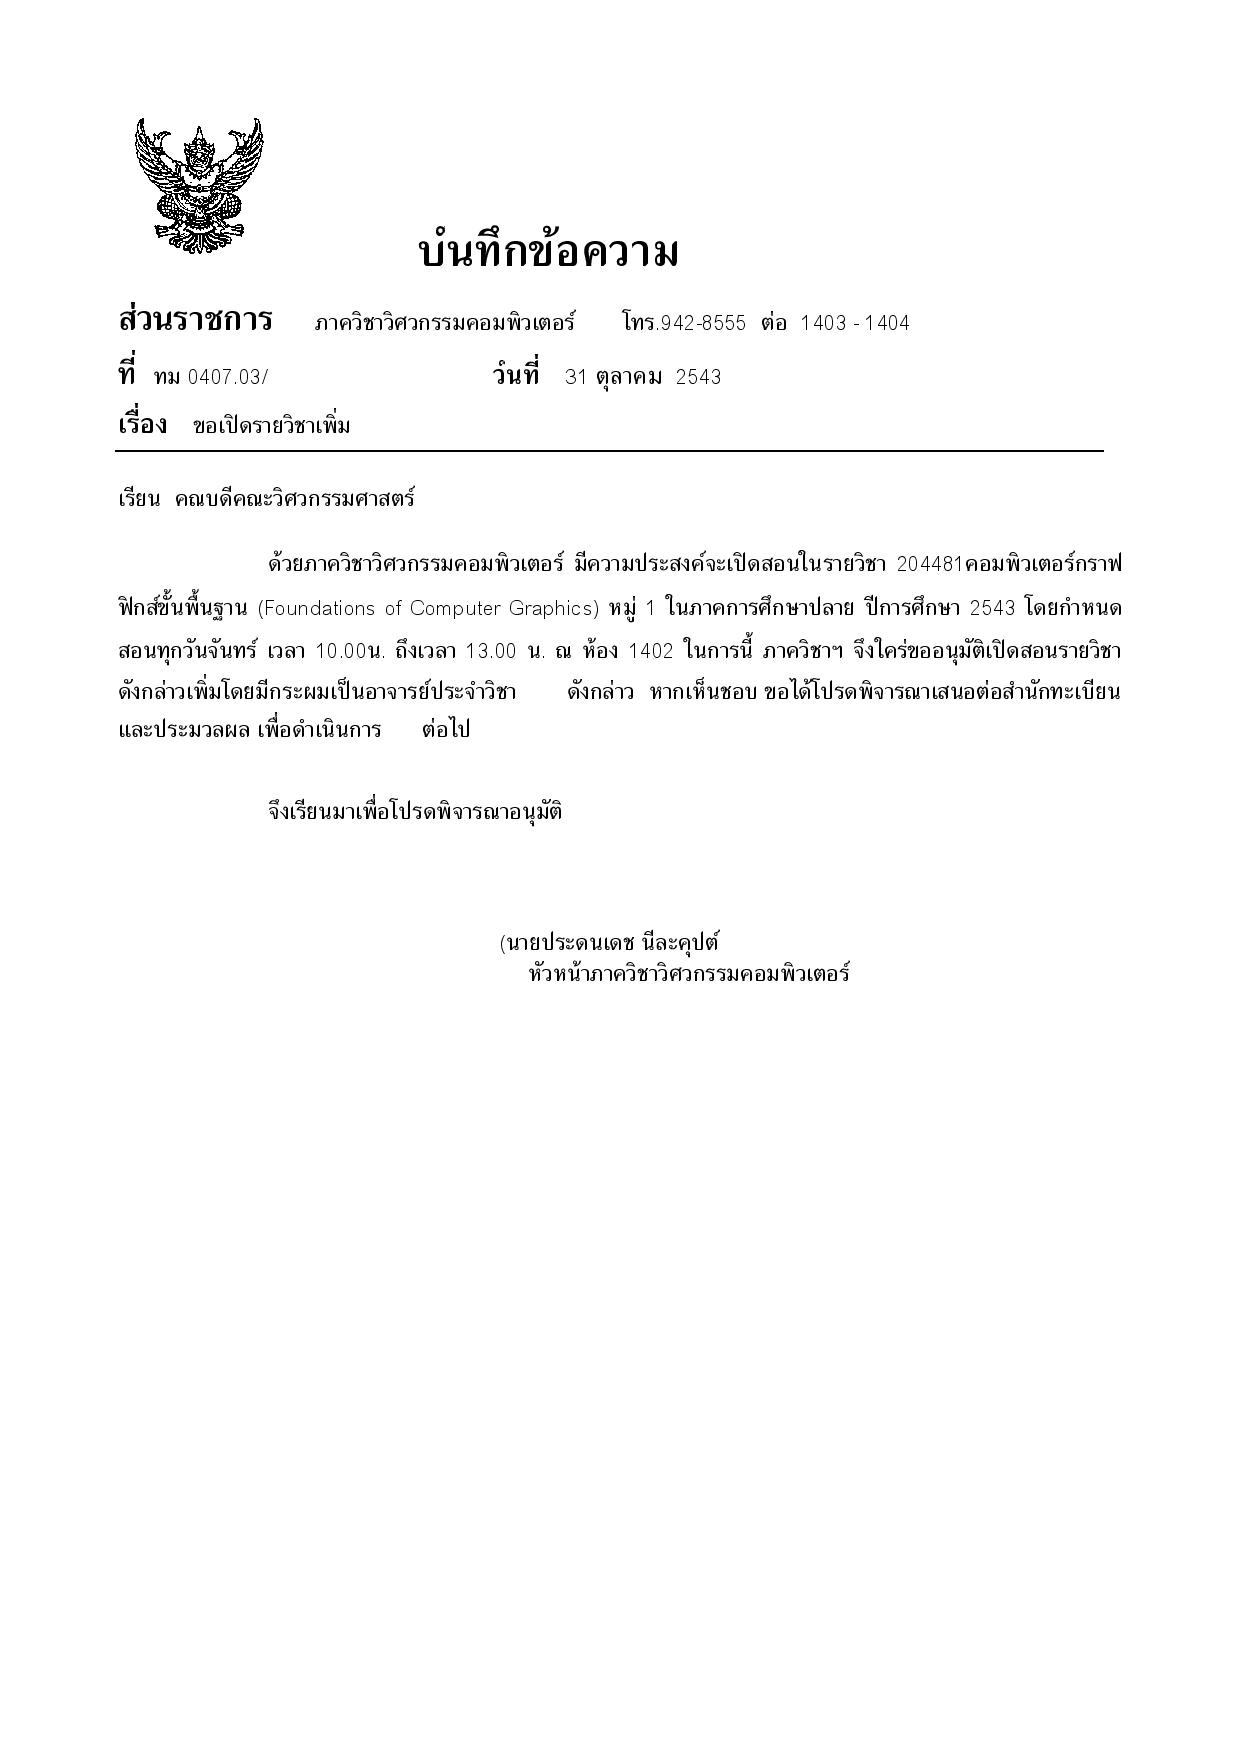 บันทึกข้อความ
ส่วนราชการ ภาควิชาวิศวกรรมคอมพิวเตอร์ โทร.942-8555 ต่อ 1403 - 1404
ที่ ทม 0407.03/ วันที่ 31 ตุลาคม 2543
เรื่อง ขอเปิดรายวิชาเพิ่ม
เรียน คณบดีคณะวิศวกรรมศาสตร์
ด้วยภาควิชาวิศวกรรมคอมพิวเตอร์ มีความประสงค์จะเปิดสอนในรายวิชา 204481คอมพิวเตอร์กราฟ
ฟิกส์ขั้นพื้นฐาน (Foundations of Computer Graphics) หมู่ 1 ในภาคการศึกษาปลาย ปีการศึกษา 2543 โดยกำหนด
สอนทุกวันจันทร์ เวลา 10.00น. ถึงเวลา 13.00 น. ณ ห้อง 1402 ในการนี้ ภาควิชาฯ จึงใคร่ขออนุมัติเปิดสอนรายวิชา
ดังกล่าวเพิ่มโดยมีกระผมเป็นอาจารย์ประจำวิชา ดังกล่าว หากเห็นชอบ ขอได้โปรดพิจารณาเสนอต่อสำนักทะเบียน
และประมวลผล เพื่อดำเนินการ ต่อไป
จึงเรียนมาเพื่อโปรดพิจารณาอนุมัติ
(นายประดนเดช นีละคุปต์
หัวหน้าภาควิชาวิศวกรรมคอมพิวเตอร์